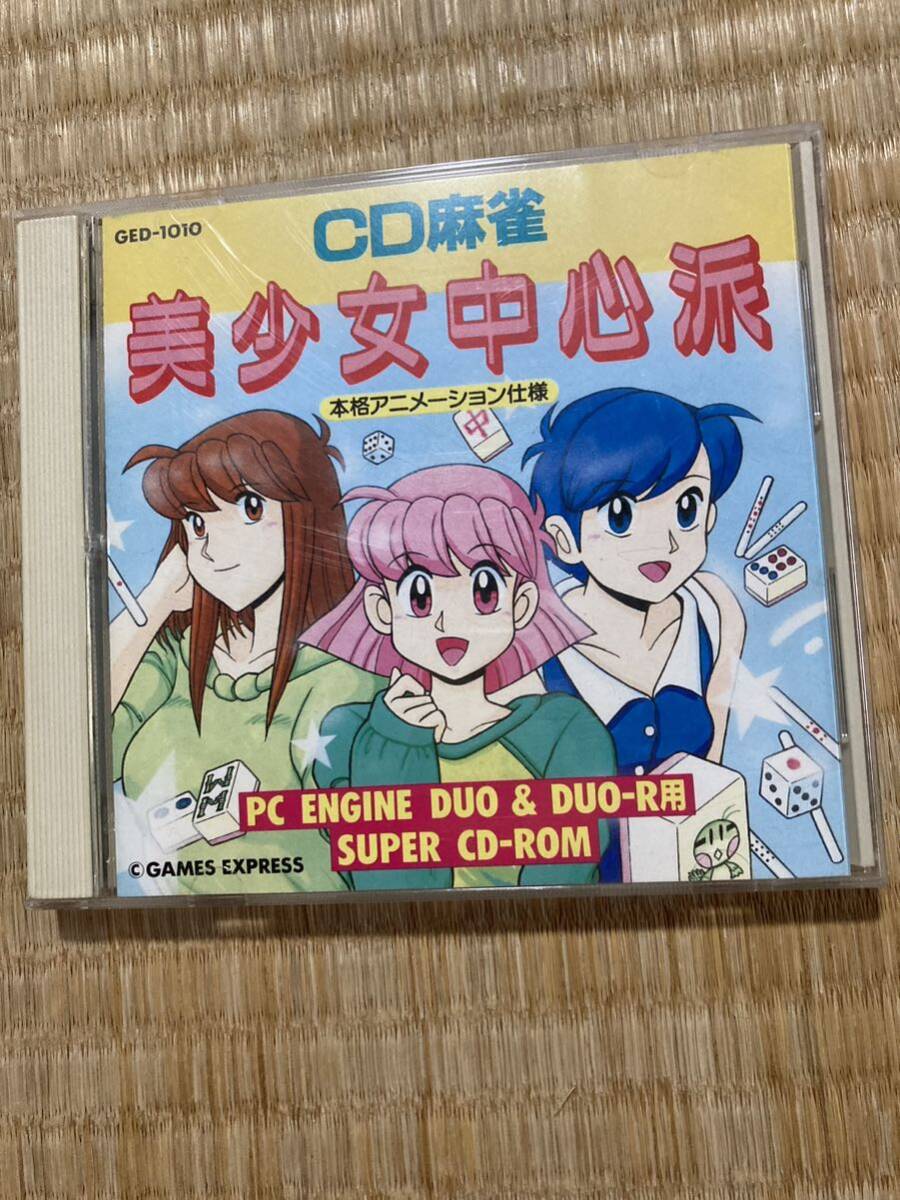 GED-1010
CD麻雀
美少女中心派
本格アニメーション仕様
中
PC ENGINE DUO & DUO-R用
SUPER CD-ROM
©GAMES EXPRESS